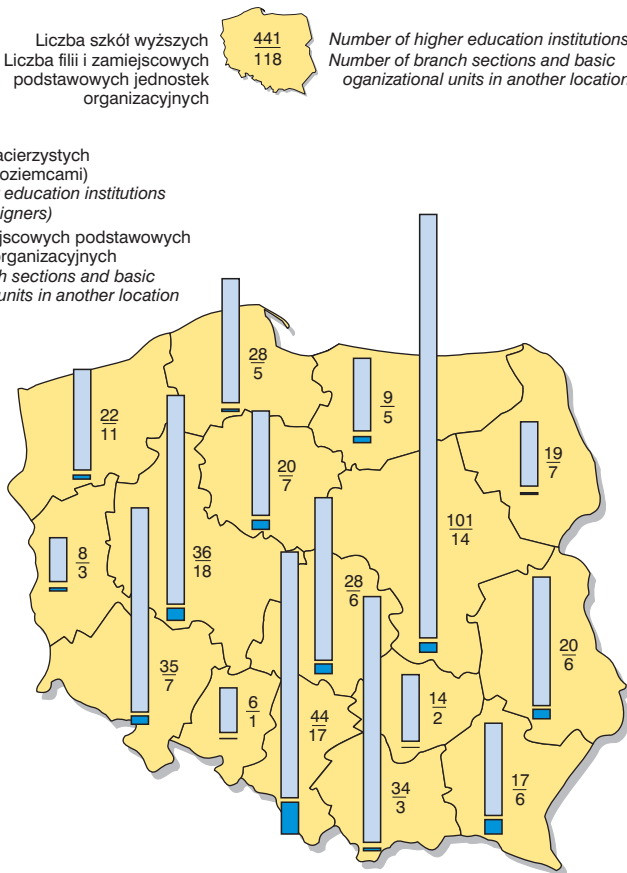 Liczba szkół wyższych
Liczba filii i zamiejscowych
podstawowych jednostek
organizacyjnych
441
118
Number of higher education institutions
Number of branch sections and basic
oganizational units in another location
acierzystych
oziemcami)
education institutions
igners)
jscowych podstawowych
organizacyjnych
h sections and basic
units in another location
28
5
9
5
22
11
19
7
20
7
101
14
36
18
8
3
28
6
20
6
35
7
6
1
44
17
14
2
34
3
17
6